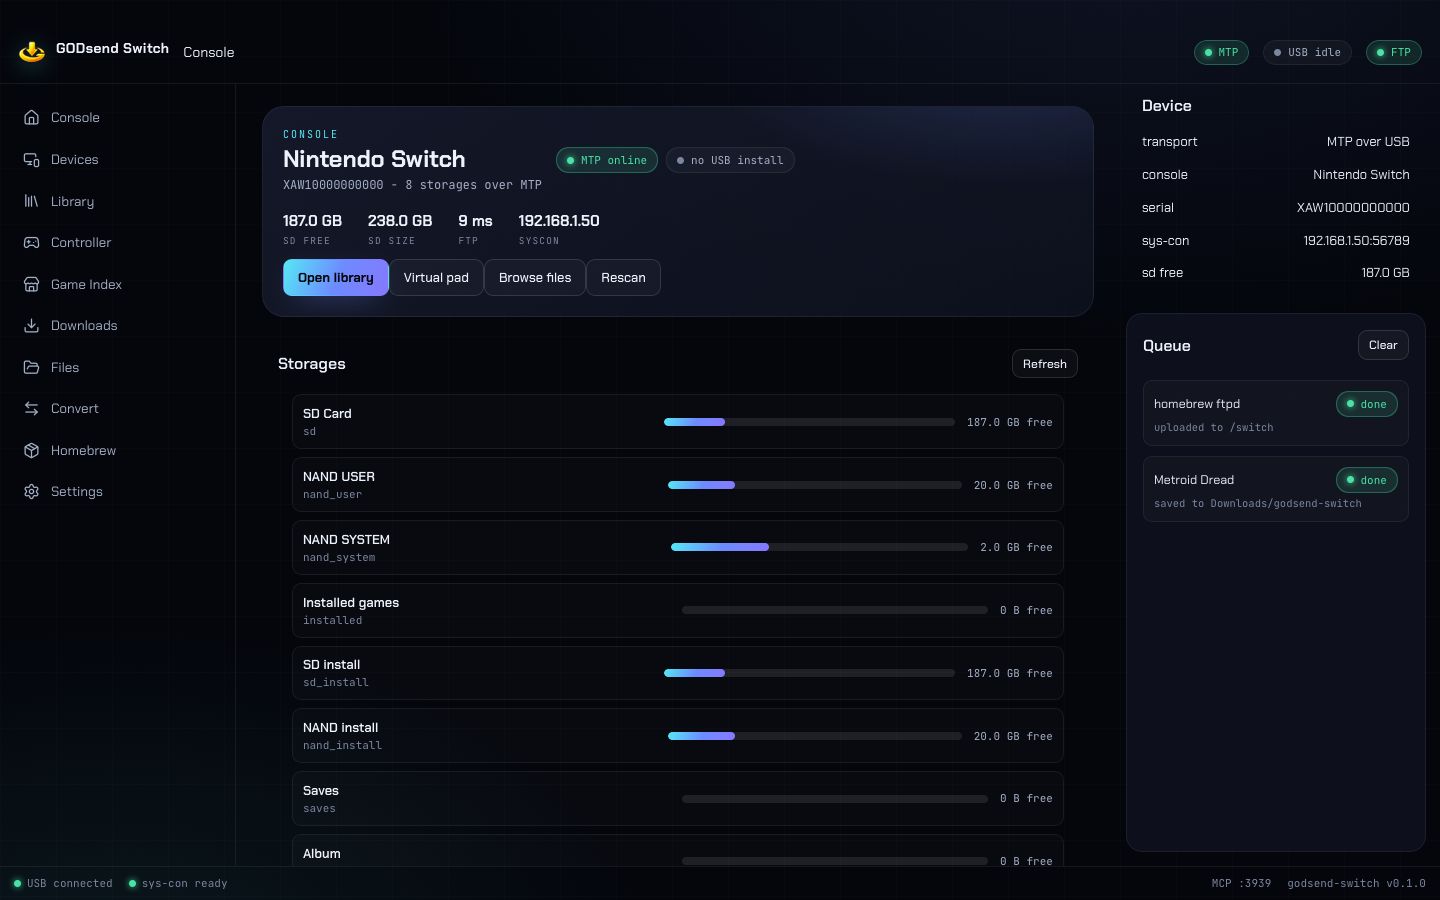 GODsend Switch
Console
MTP
USB idle
FTP
Console
Devices
Library
Controller
Game Index
Downloads
Files
Convert
Homebrew
Settings
CONSOLE
Nintendo Switch
MTP online
no USB install
XAW10000000000 - 8 storages over MTP
187.0 GB
238.0 GB
9 ms
192.168.1.50
SD FREE
SD SIZE
FTP
SYSCON
Open library
Virtual pad
Browse files
Rescan
Storages
Refresh
SD Card
sd
187.0 GB free
NAND USER
nand_user
20.0 GB free
NAND SYSTEM
nand_system
2.0 GB free
Installed games
installed
0 B free
SD install
sd_install
187.0 GB free
NAND install
nand_install
20.0 GB free
Saves
saves
0 B free
Album
0 B free
Device
transport
MTP over USB
console
Nintendo Switch
serial
XAW10000000000
sys-con
192.168.1.50:56789
sd free
187.0 GB
Queue
Clear
homebrew ftpd
done
uploaded to /switch
Metroid Dread
done
saved to Downloads/godsend-switch
USB connected
sys-con ready
MCP :3939
godsend-switch v0.1.0